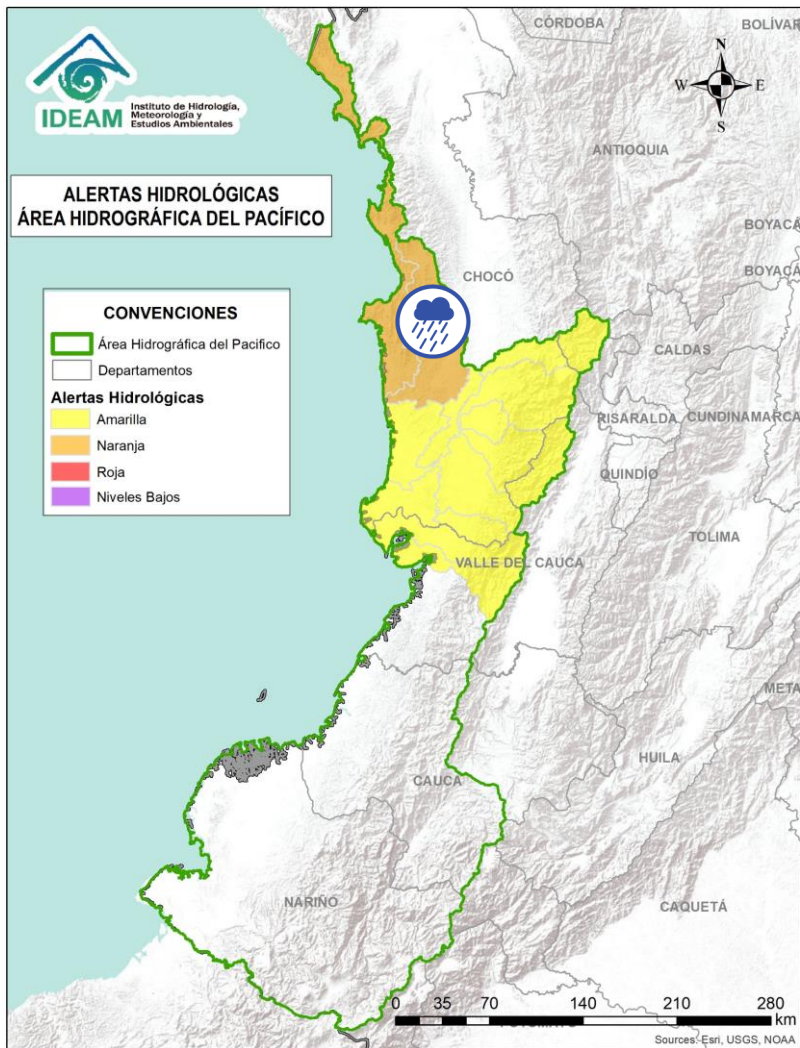 CÓRDOBA
BOLÍVAR
N
W
E
S
IDEAM
Instituto de Hidrología,
Meteorología y
Estudios Ambientales
ANTIOQUIA
ALERTAS HIDROLÓGICAS
ÁREA HIDROGRÁFICA DEL PACÍFICO
BOYACÁ
BOYACÁ
CHOCÓ
CONVENCIONES
Área Hidrográfica del Pacifico
Departamentos
Alertas Hidrológicas
Amarilla
Naranja
Roja
Niveles Bajos
CALDAS
RISARALDA
CUNDINAMARCA
QUINDÍO
TOLIMA
VALLE DEL CAUCA
META
HUILA
CAUCA
NARIÑO
CAQUETÁ
0 35 70 140 210 280
km
Sources: Esri, USGS, NOAA